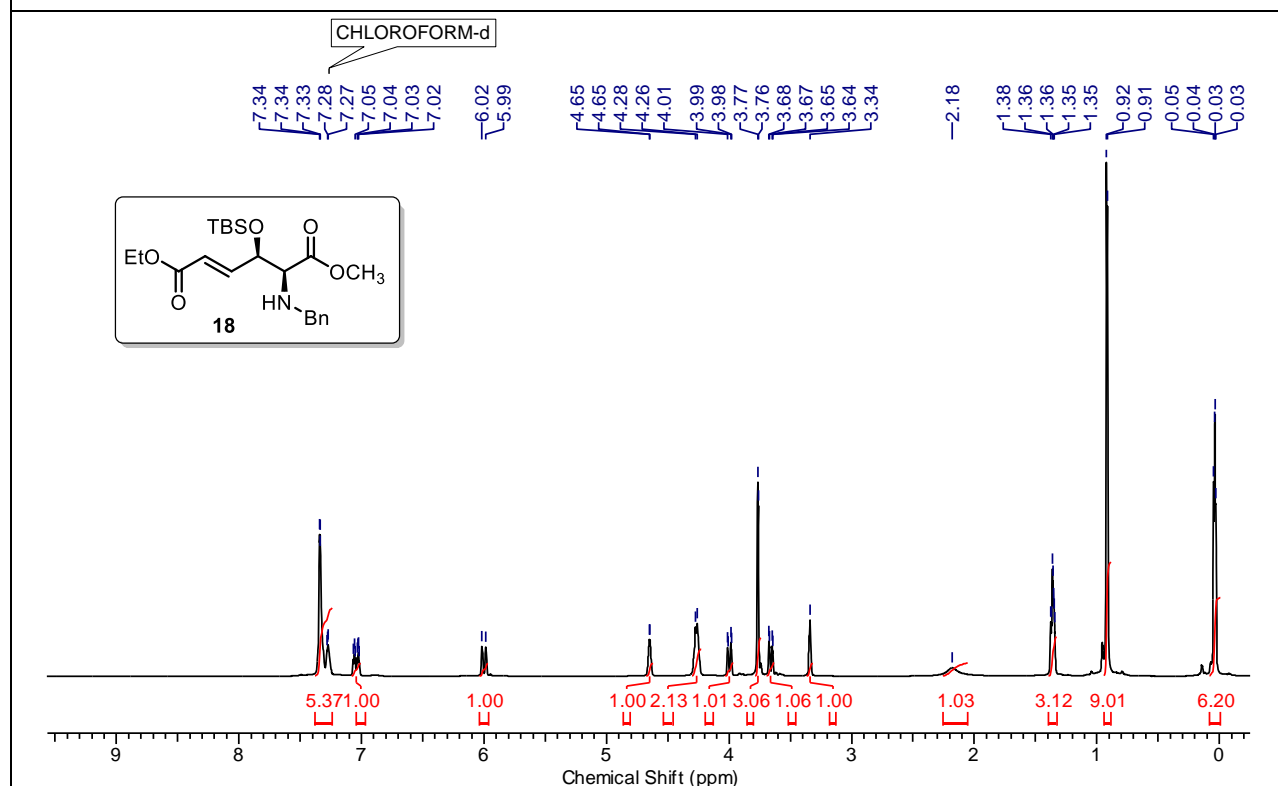 CHLOROFORM-d
7.34 7.34 7.33 7.28 7.27 7.05 7.04 7.03 7.02 6.02 5.99 4.65 4.65 4.28 4.26 4.01 3.99 3.98 3.77 3.76 3.68 3.67 3.65 3.64 3.34 2.18 1.38 1.36 1.36 1.35 1.35 0.92 0.91 0.05 0.04 0.03 0.03
TBSO O
EtO OCH3
O HN Bn
18
5.37 1.00 1.00 1.00 2.13 1.01 3.06 1.06 1.00 1.03 3.12 9.01 6.20
9 8 7 6 5 4 3 2 1 0
Chemical Shift (ppm)